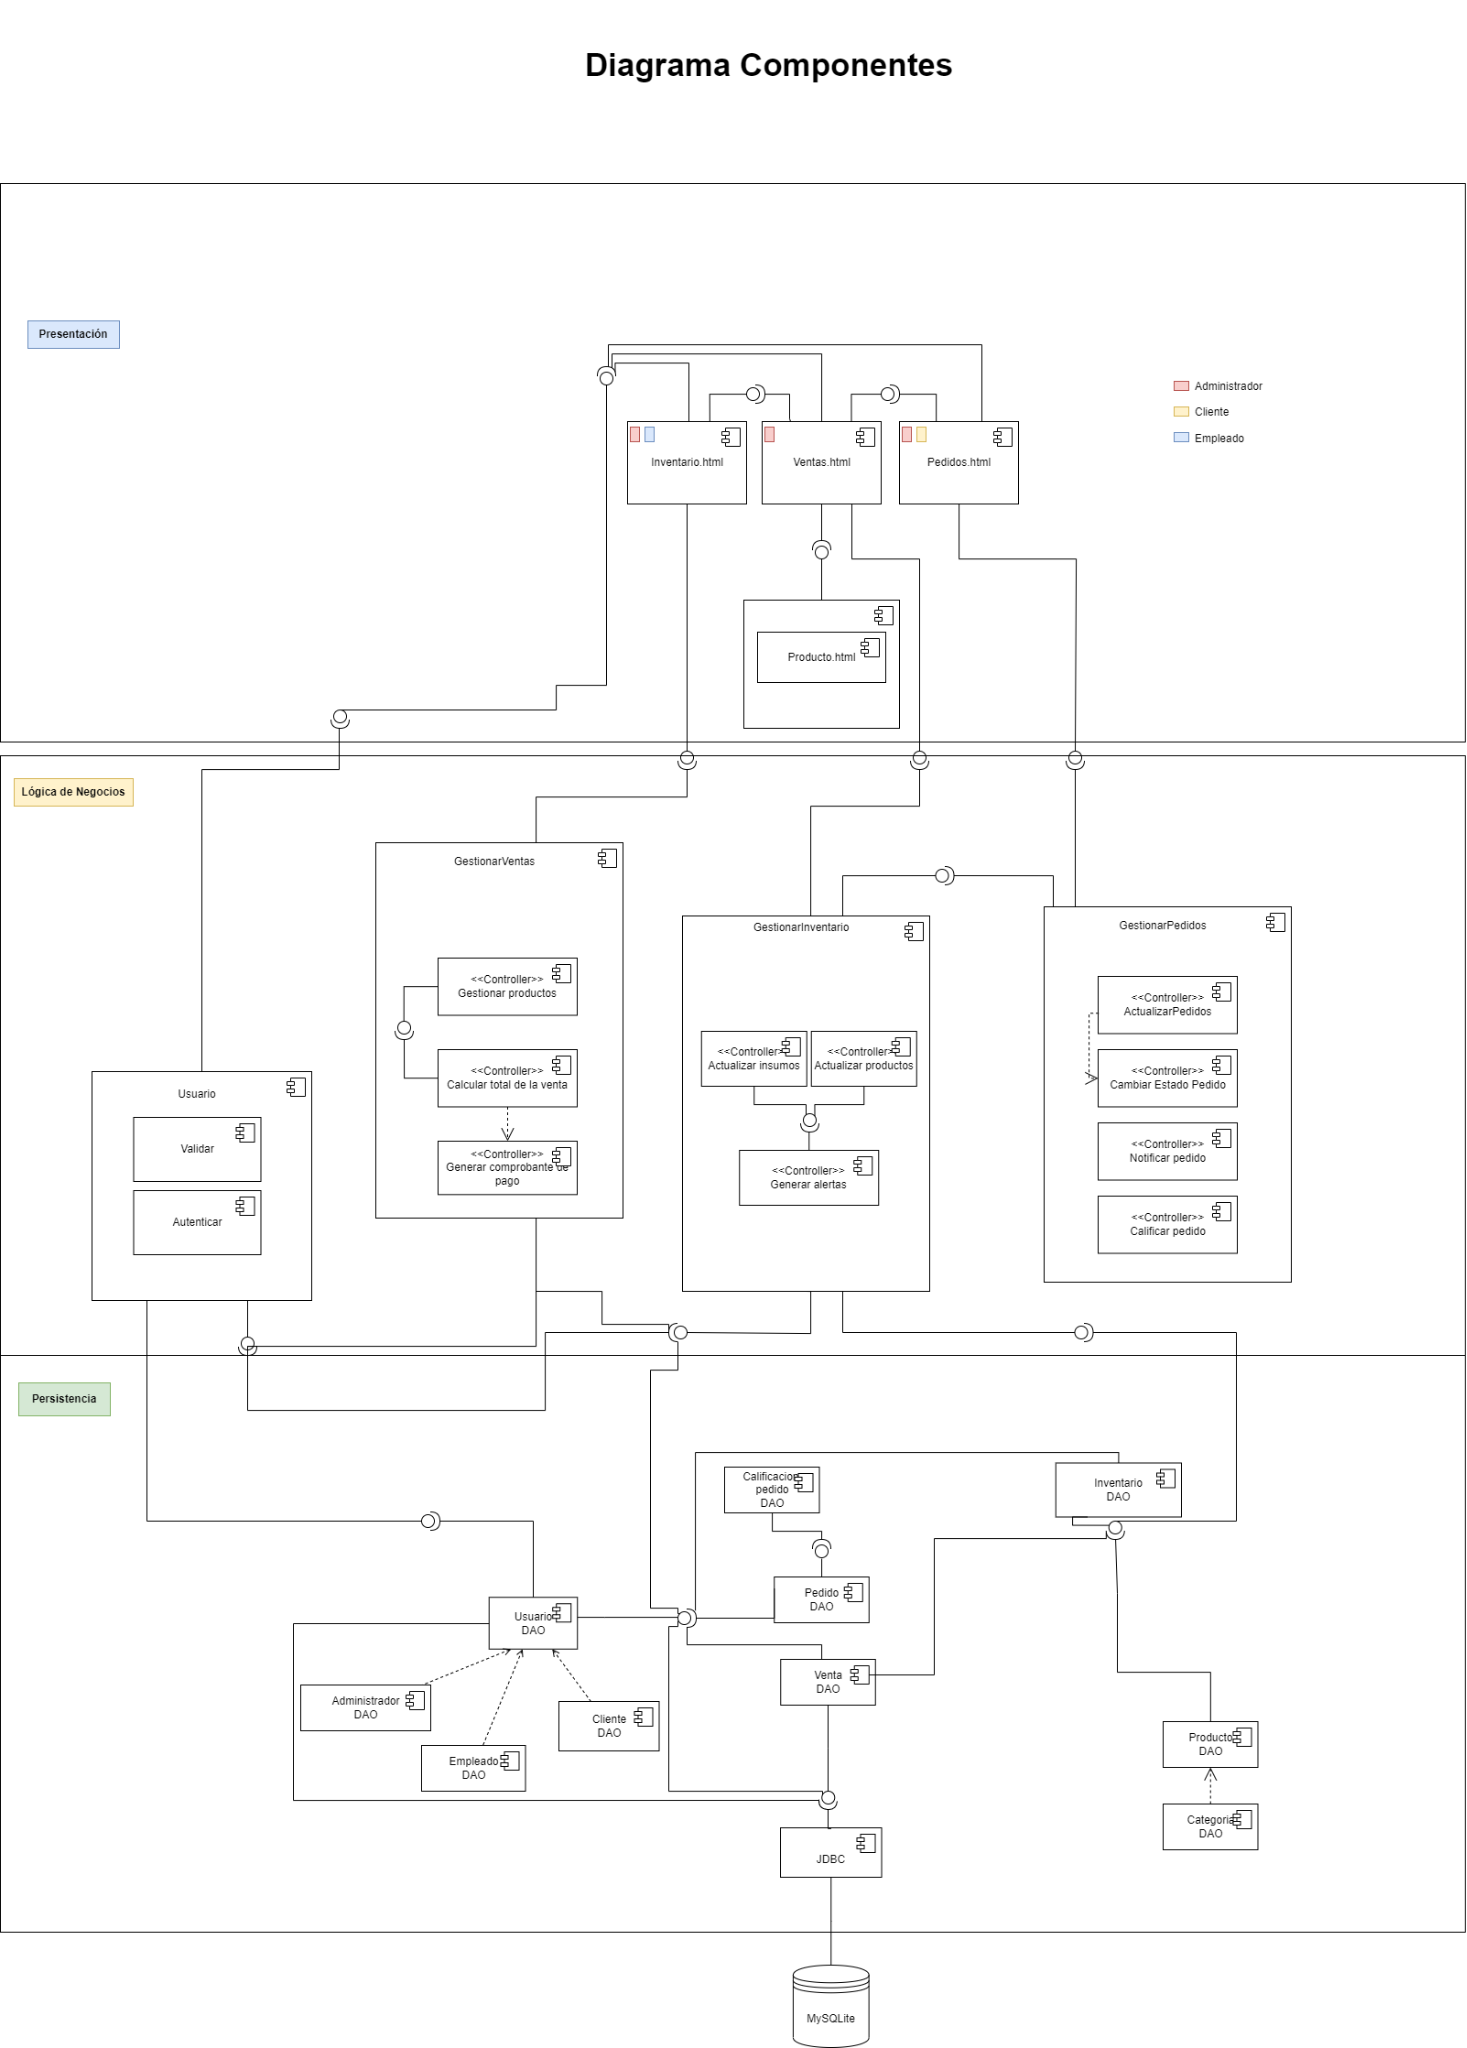 Diagrama Componentes
Presentación
Administrador
Cliente
Empleado
Inventario.html
Ventas.html
Pedidos.html
Producto.html
Lógica de Negocios
GestionarVentas
<<Controller>>
Gestionar productos
<<Controller>>
Calcular total de la venta
<<Controller>>
Generar comprobante de
pago
GestionarInventario
<<Controller>>
Actualizar insumos
<<Controller>>
Actualizar productos
<<Controller>>
Generar alertas
GestionarPedidos
<<Controller>>
ActualizarPedidos
<<Controller>>
Cambiar Estado Pedido
<<Controller>>
Notificar pedido
<<Controller>>
Calificar pedido
Usuario
Validar
Autenticar
Persistencia
Calificacion
pedido
DAO
Inventario
DAO
Pedido
DAO
Usuario
DAO
Venta
DAO
Administrador
DAO
Cliente
DAO
Empleado
DAO
Producto
DAO
Categoria
DAO
JDBC
MySQLite